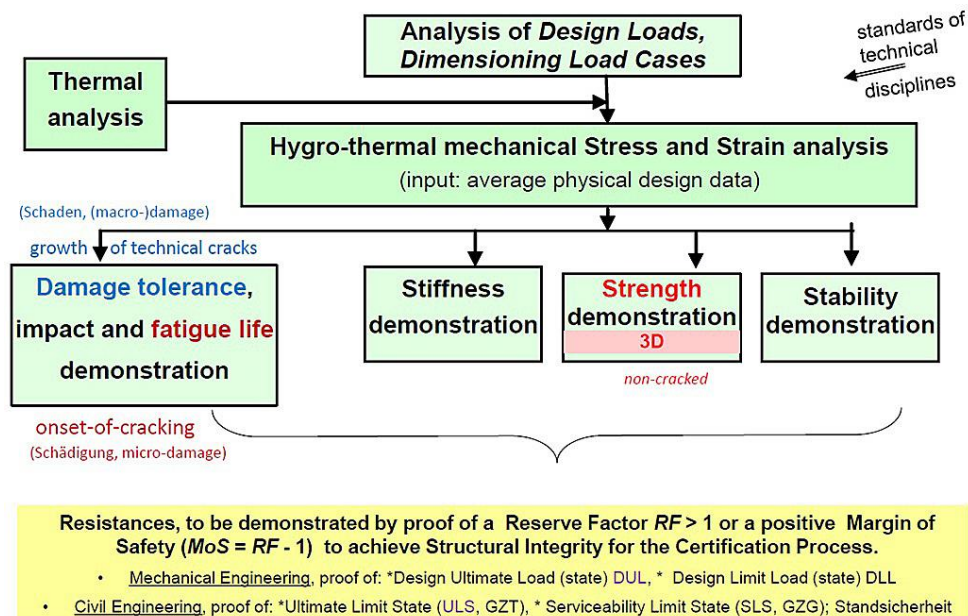 Analysis of Design Loads,
Dimensioning Load Cases
standards of
technical
disciplines
Thermal
analysis
Hygro-thermal mechanical Stress and Strain analysis
(input: average physical design data)
(Schaden, (macro-)damage)
growth of technical cracks
Damage tolerance,
impact and fatigue life
demonstration
Stiffness
demonstration
Strength
demonstration
3D
non-cracked
Stability
demonstration
onset-of-cracking
(Schädigung, micro-damage)
Resistances, to be demonstrated by proof of a Reserve Factor RF > 1 or a positive Margin of
Safety (MoS = RF - 1) to achieve Structural Integrity for the Certification Process.
• Mechanical Engineering, proof of: *Design Ultimate Load (state) DUL, * Design Limit Load (state) DLL
• Civil Engineering, proof of: *Ultimate Limit State (ULS, GZT), * Serviceability Limit State (SLS, GZG); Standsicherheit